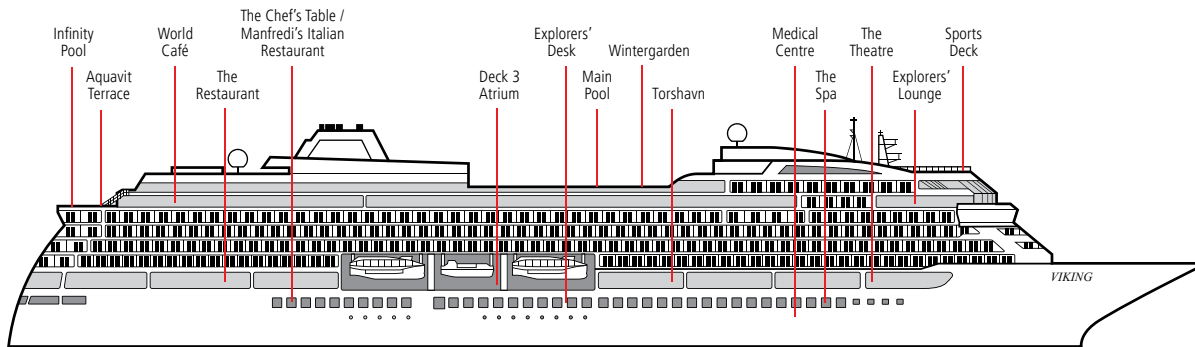 Infinity
Pool
Aquavit
Terrace
World
Café
The
Restaurant
The Chef's Table /
Manfredi's Italian
Restaurant
Deck 3
Atrium
Explorers'
Desk
Main
Pool
Wintergarden
Torshavn
Medical
Centre
The
Spa
The
Theatre
Explorers'
Lounge
Sports
Deck
VIKING